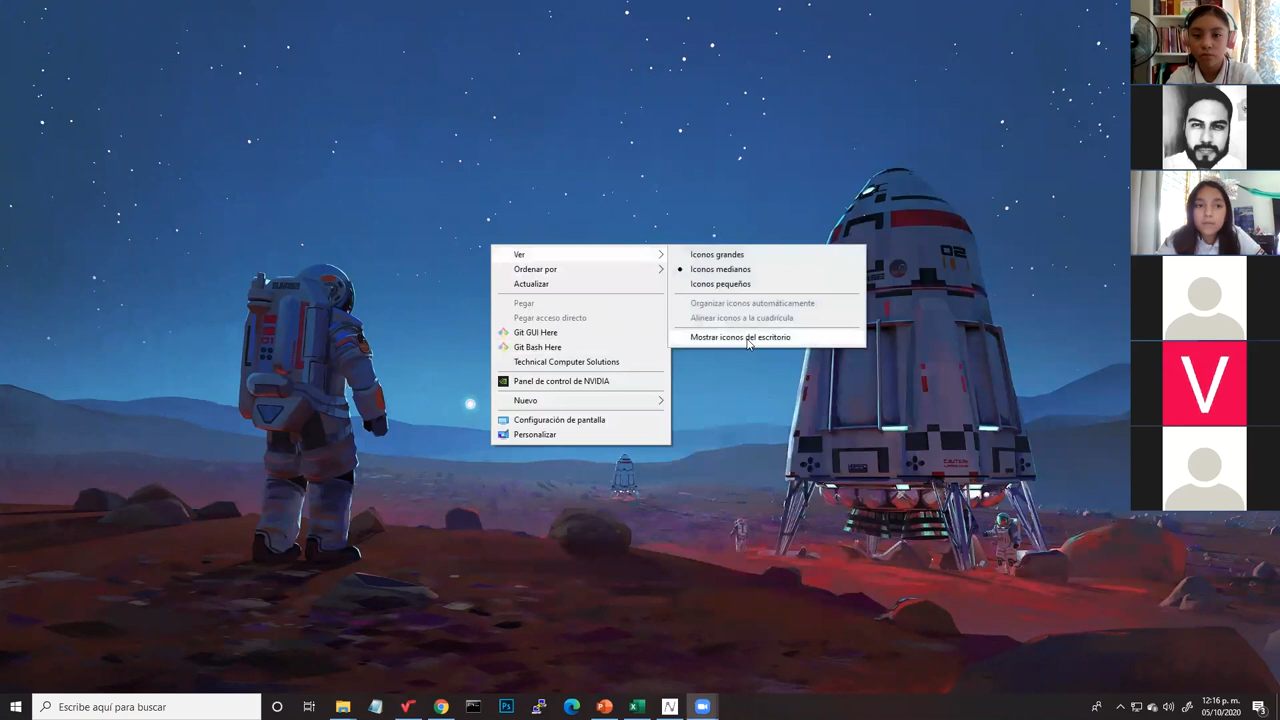 Ver
Ordenar por
Actualizar
Pegar
Pegar acceso directo
Git GUI Here
Git Bash Here
Technical Computer Solutions
Panel de control de NVIDIA
Nuevo
Configuración de pantalla
Personalizar
Iconos grandes
Iconos medianos
Iconos pequeños
Organizar iconos automáticamente
Alinear iconos a la cuadrícula
Mostrar iconos del escritorio
02
V
Escribe aquí para buscar
Ps
12:16 p. m.
05/10/2020